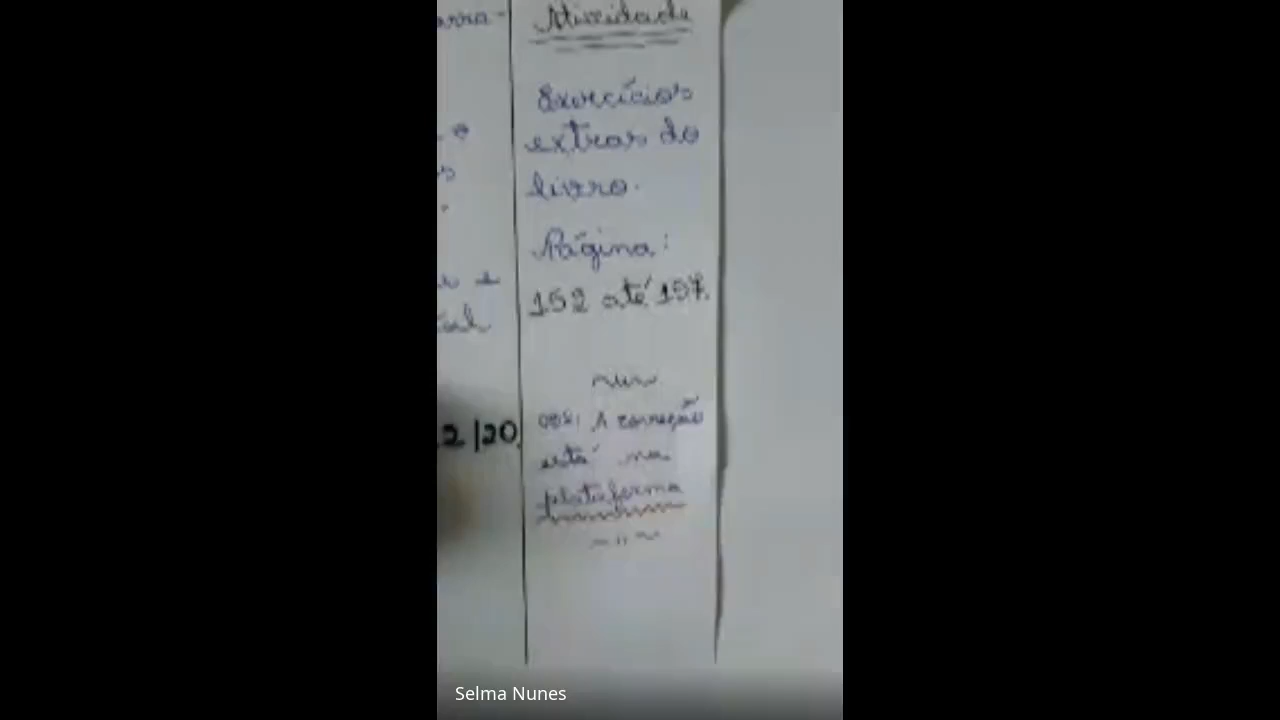 Atividade
Exercícios
extras do
livro.
Página:
152 até 157.
2/20
OBS: A correção
está na
plataforma
Selma Nunes